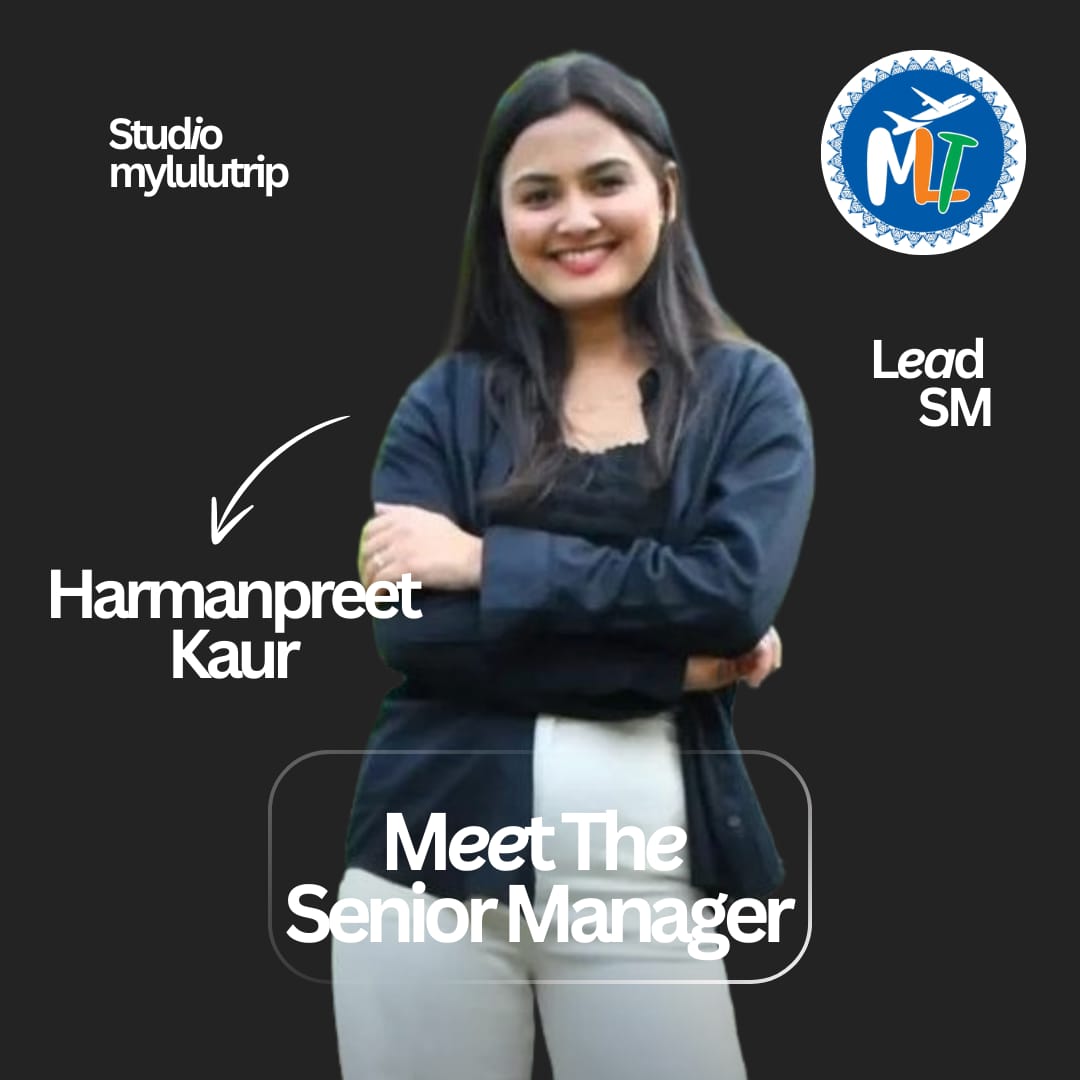 Studio
mylulutrip
MLT
Lead
SM
Harmanpreet
Kaur
Meet The
Senior Manager